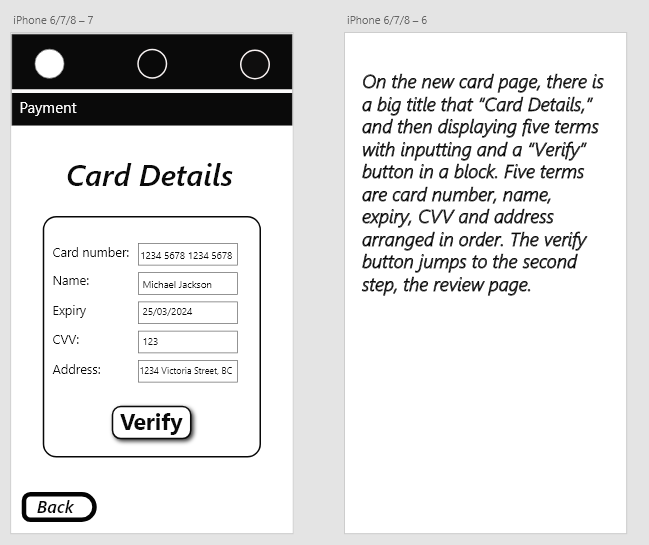 iPhone 6/7/8 – 7
Payment
Card Details
Card number: 1234 5678 1234 5678
Name: Michael Jackson
Expiry 25/03/2024
CVV: 123
Address: 1234 Victoria Street, BC
Verify
Back
iPhone 6/7/8 – 6
On the new card page, there is
a big title that “Card Details,”
and then displaying five terms
with inputting and a “Verify”
button in a block. Five terms
are card number, name,
expiry, CVV and address
arranged in order. The verify
button jumps to the second
step, the review page.